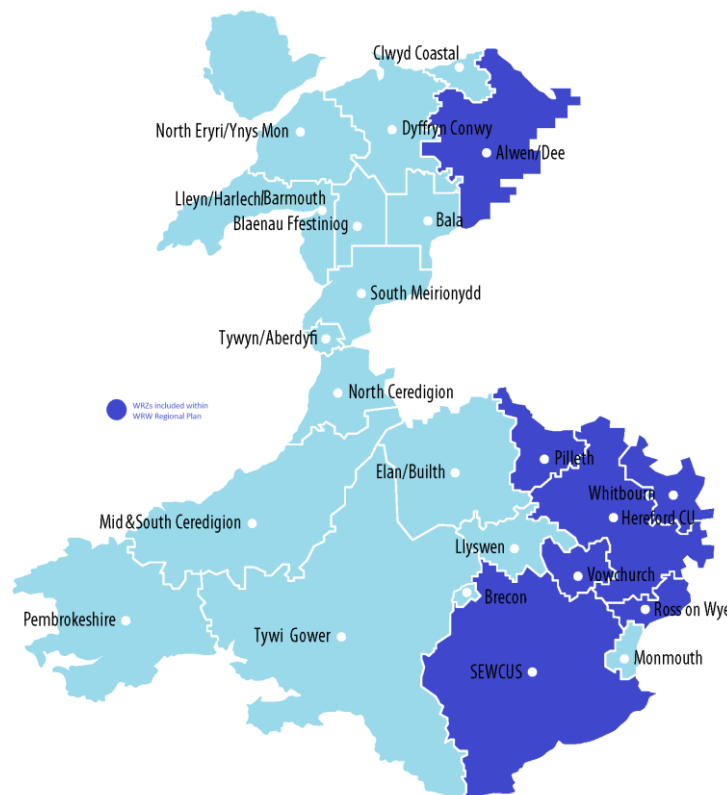 Clwyd Coastal
North Eryri/Ynys Mon
Dyffryn Conwy
Alwen/Dee
Lleyn/Harlech/Barmouth
Blaenau Ffestiniog
Bala
South Meirionydd
Tywyn/Aberdyfi
North Ceredigion
WRZs included within
WRW Regional Plan
Pilleth
Elan/Builth
Whitbourn
Hereford CU
Mid&South Ceredigion
Llyswen
Vowchurch
Brecon
Ross on Wye
Pembrokeshire
Tywi Gower
Monmouth
SEWCUS